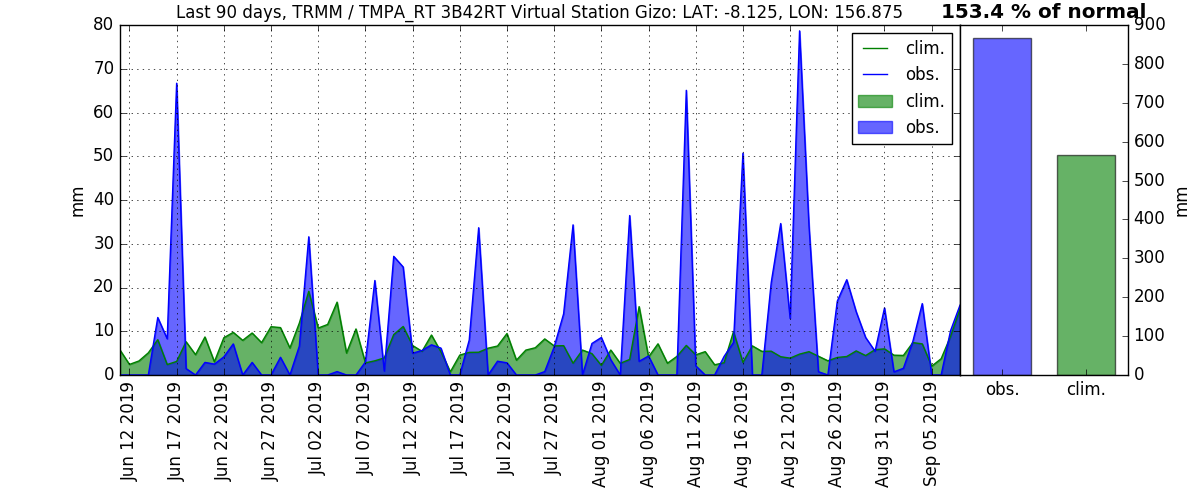 Last 90 days, TRMM / TMPA_RT 3B42RT Virtual Station Gizo: LAT: -8.125, LON: 156.875
153.4 % of normal
80
70
60
50
40
30
20
10
0
mm
clim.
obs.
clim.
obs.
900
800
700
600
500
400
300
200
100
0
mm
obs.
clim.
Jun 12 2019
Jun 17 2019
Jun 22 2019
Jun 27 2019
Jul 02 2019
Jul 07 2019
Jul 12 2019
Jul 17 2019
Jul 22 2019
Jul 27 2019
Aug 01 2019
Aug 06 2019
Aug 11 2019
Aug 16 2019
Aug 21 2019
Aug 26 2019
Aug 31 2019
Sep 05 2019